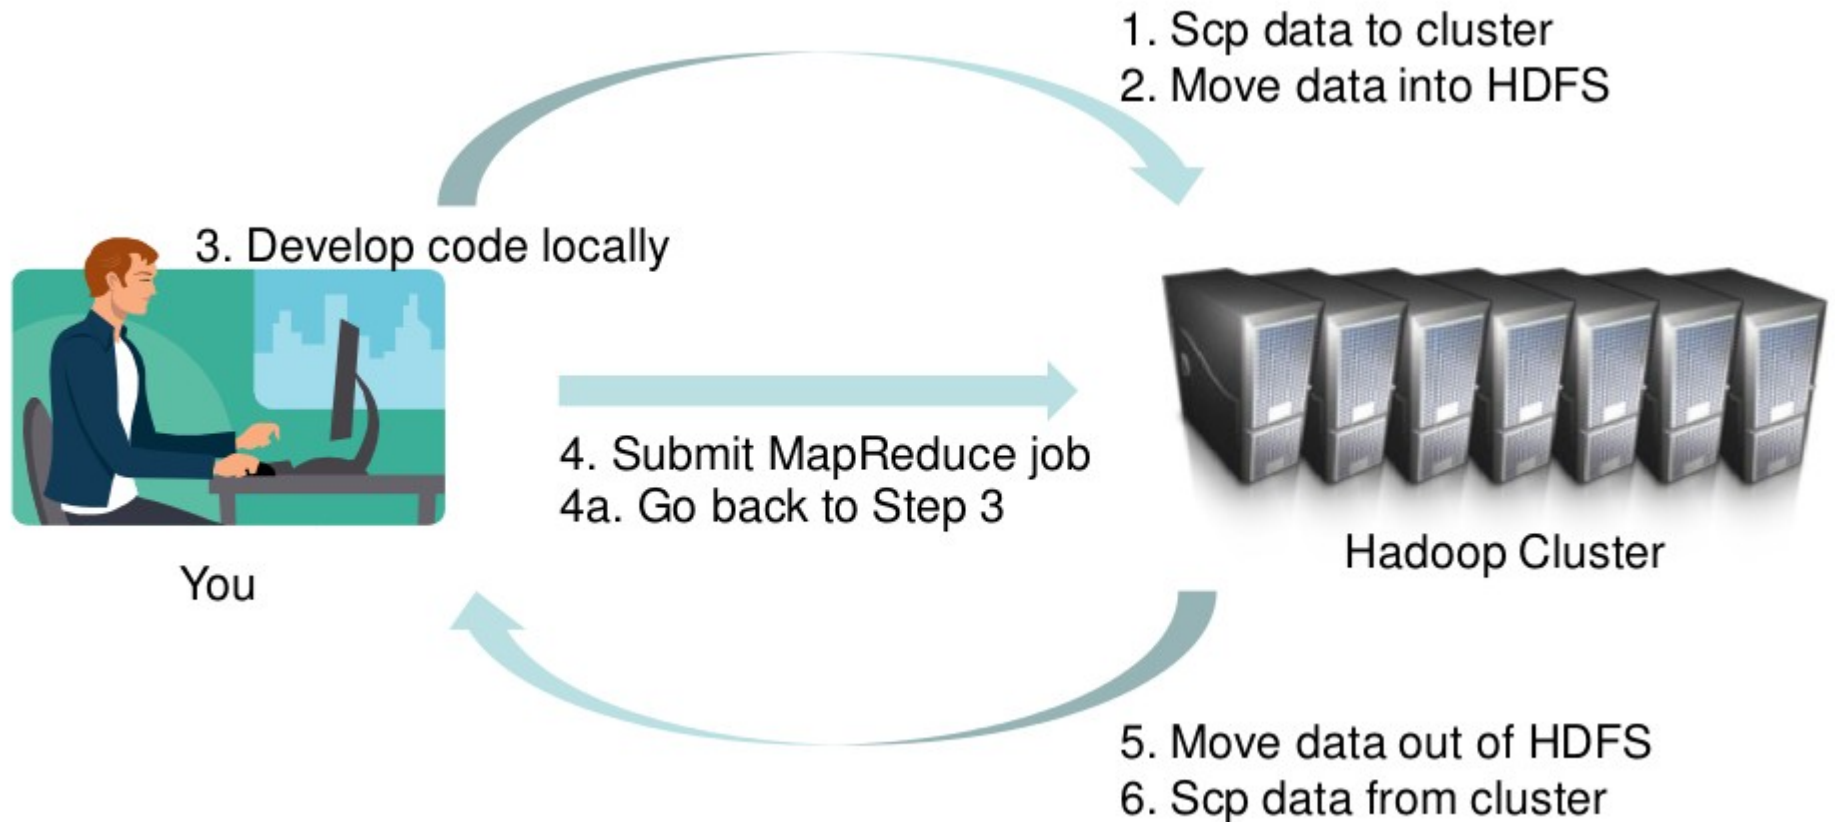 1. Scp data to cluster
2. Move data into HDFS
3. Develop code locally
4. Submit MapReduce job
4a. Go back to Step 3
Hadoop Cluster
You
5. Move data out of HDFS
6. Scp data from cluster